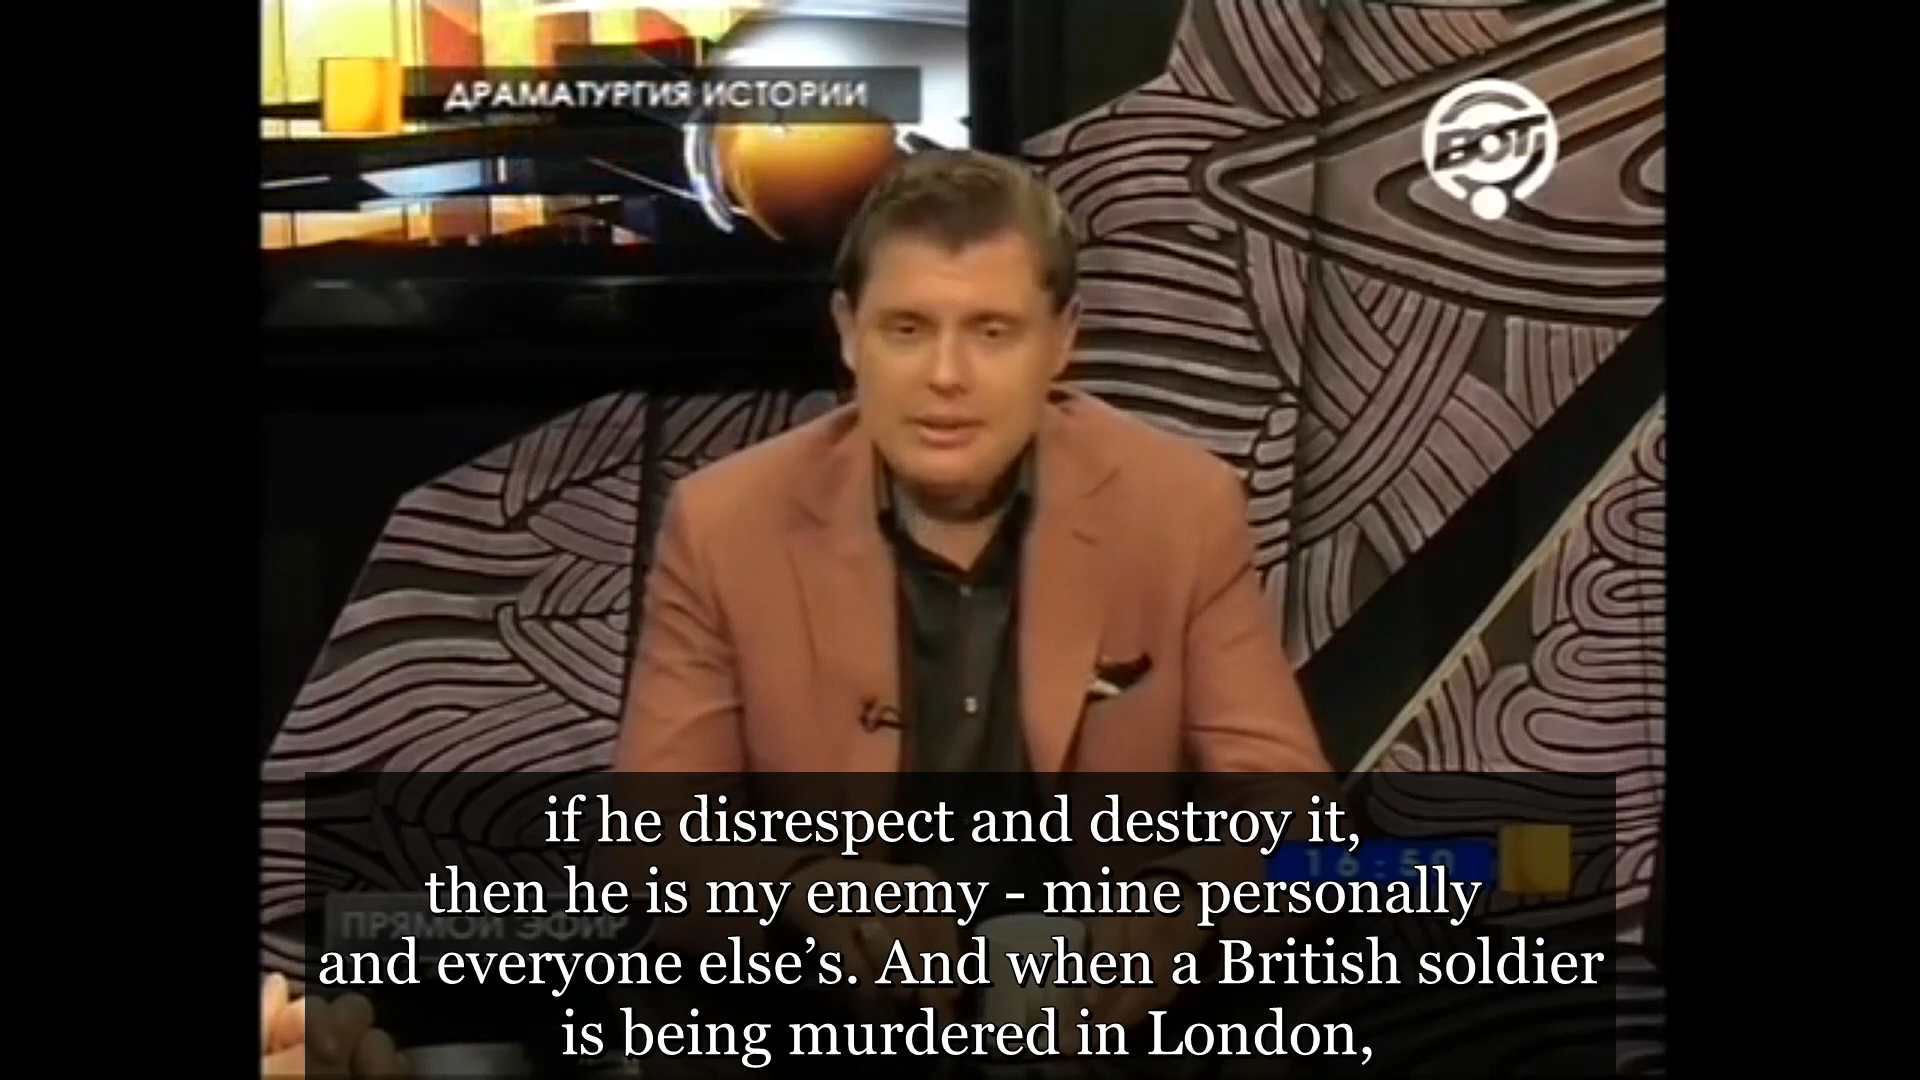 ДРАМАТУРГИЯ ИСТОРИИ
ВОТ
if he disrespect and destroy it,
16:50
then he is my enemy - mine personally
ПРЯМОЙ ЭФИР
and everyone else’s. And when a British soldier
is being murdered in London,